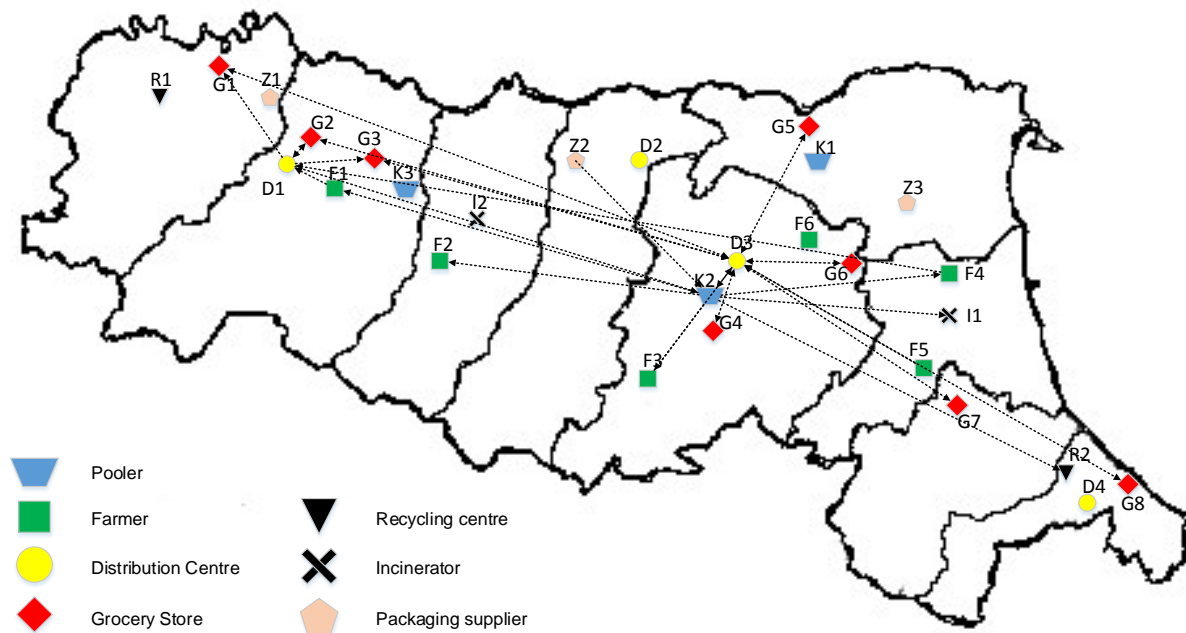 R1
G1
Z1
G2
G3
D1
F1
K3
I2
F2
Z2
D2
G5
K1
Z3
F6
D3
G6
F4
K2
G4
I1
F3
F5
G7
R2
D4
G8
Pooler
Farmer
Recycling centre
Distribution Centre
Incinerator
Grocery Store
Packaging supplier